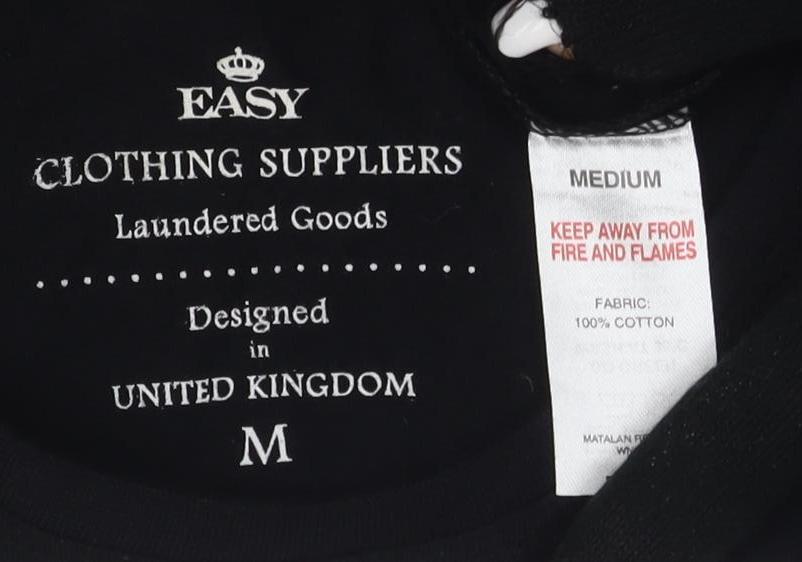 EASY
CLOTHING SUPPLIERS
Laundered Goods
Designed
in
UNITED KINGDOM
M
MEDIUM
KEEP AWAY FROM
FIRE AND FLAMES
FABRIC:
100% COTTON
MATALAN